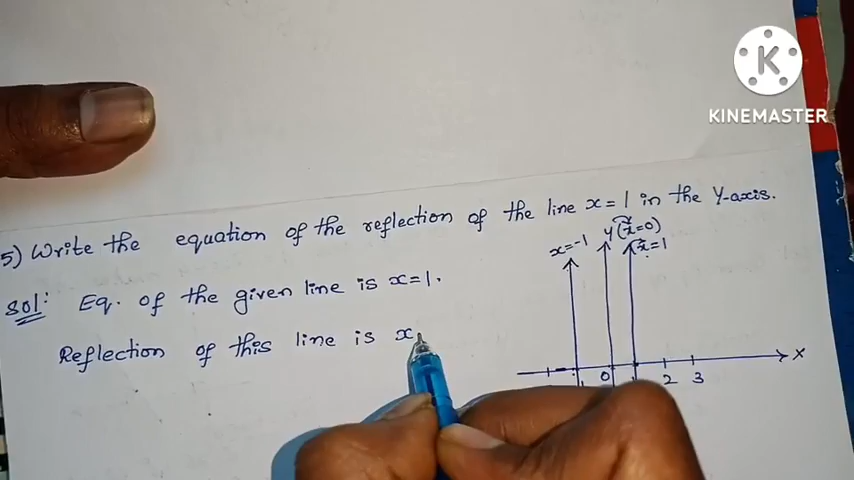 KINEMASTER
5) Write the equation of the reflection of the line x=1 in the Y-axis.
Sol: Eq. of the given line is x=1.
Reflection of this line is x
x=-1 y (x=0) x=1
0 2 3 X